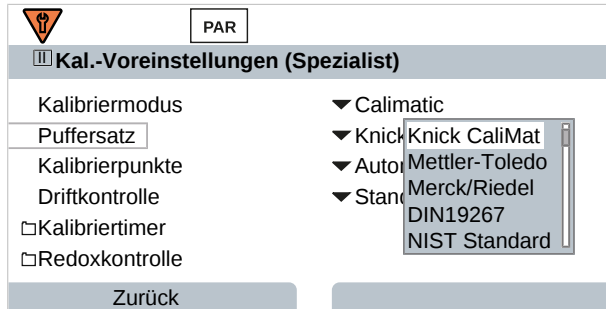 PAR
II Kal.-Voreinstellungen (Spezialist)
Kalibriermodus Calimatic
Puffersatz Knick Knick CaliMat
Kalibrierpunkte Mettler-Toledo
Driftkontrolle Merck/Riedel
DIN19267
Kalibriertimer NIST Standard
Redoxkontrolle
Zurück